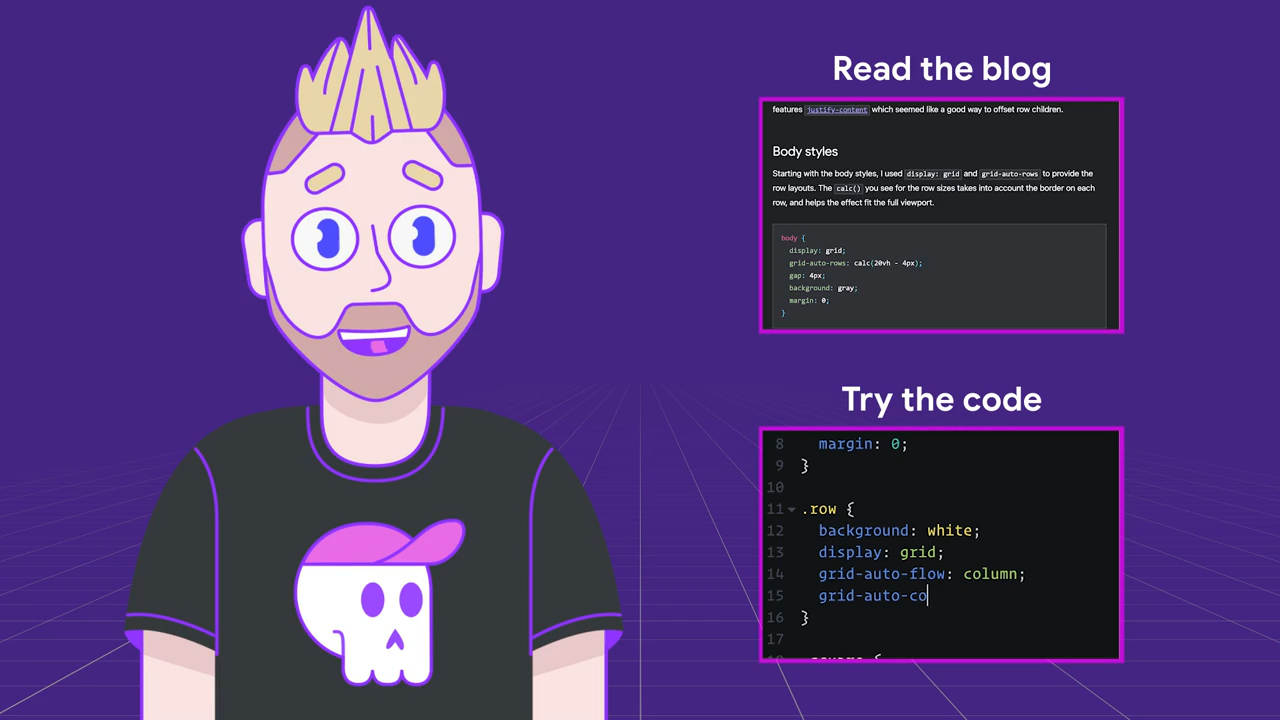 Read the blog
features justify-content which seemed like a good way to offset row children.
Body styles
Starting with the body styles, I used display: grid and grid-auto-rows to provide the
row layouts. The calc() you see for the row sizes takes into account the border on each
row, and helps the effect fit the full viewport.
body {
display: grid;
grid-auto-rows: calc(20vh - 4px);
gap: 4px;
background: gray;
margin: 0;
}
Try the code
8 margin: 0;
9 }
10
11 .row {
12 background: white;
13 display: grid;
14 grid-auto-flow: column;
15 grid-auto-co
16 }
17